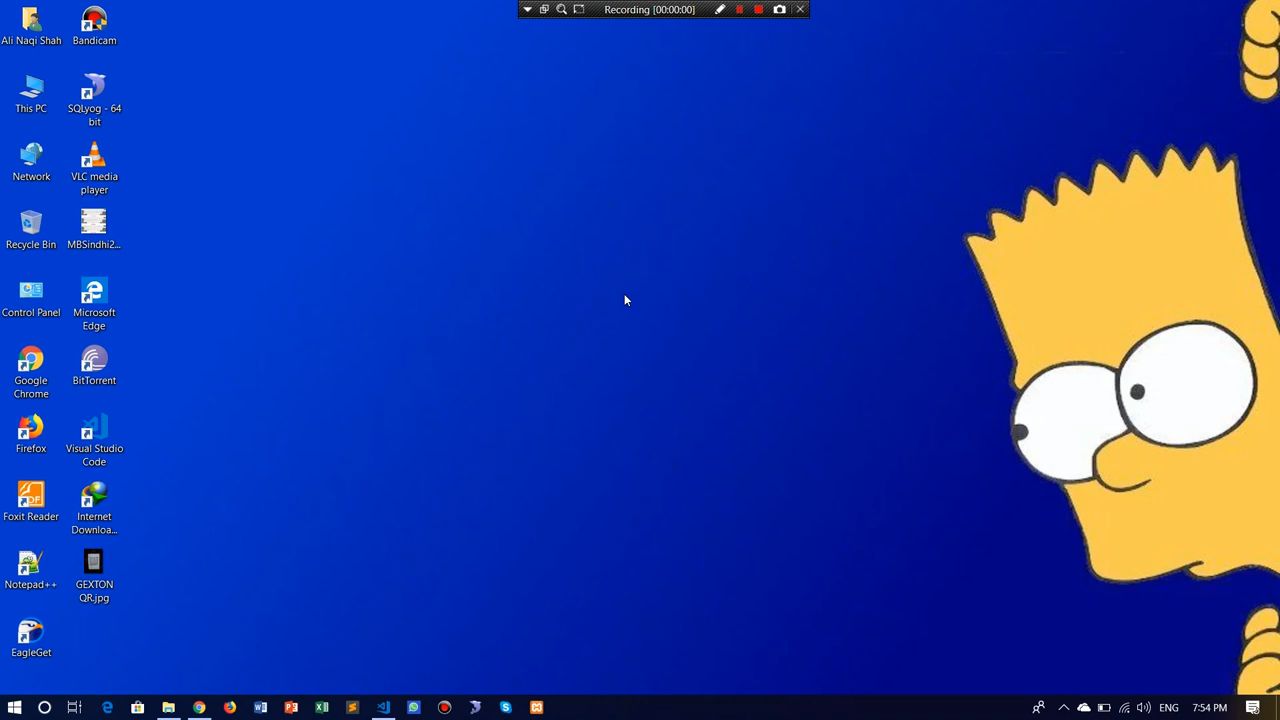 Recording [00:00:00]
Ali Naqi Shah
Bandicam
This PC
SQLyog - 64 bit
Network
VLC media player
Recycle Bin
MBSindhi2...
Control Panel
Microsoft Edge
Google Chrome
BitTorrent
Firefox
Visual Studio Code
Foxit Reader
Internet Downloa...
Notepad++
GEXTON QR.jpg
EagleGet
ENG
7:54 PM